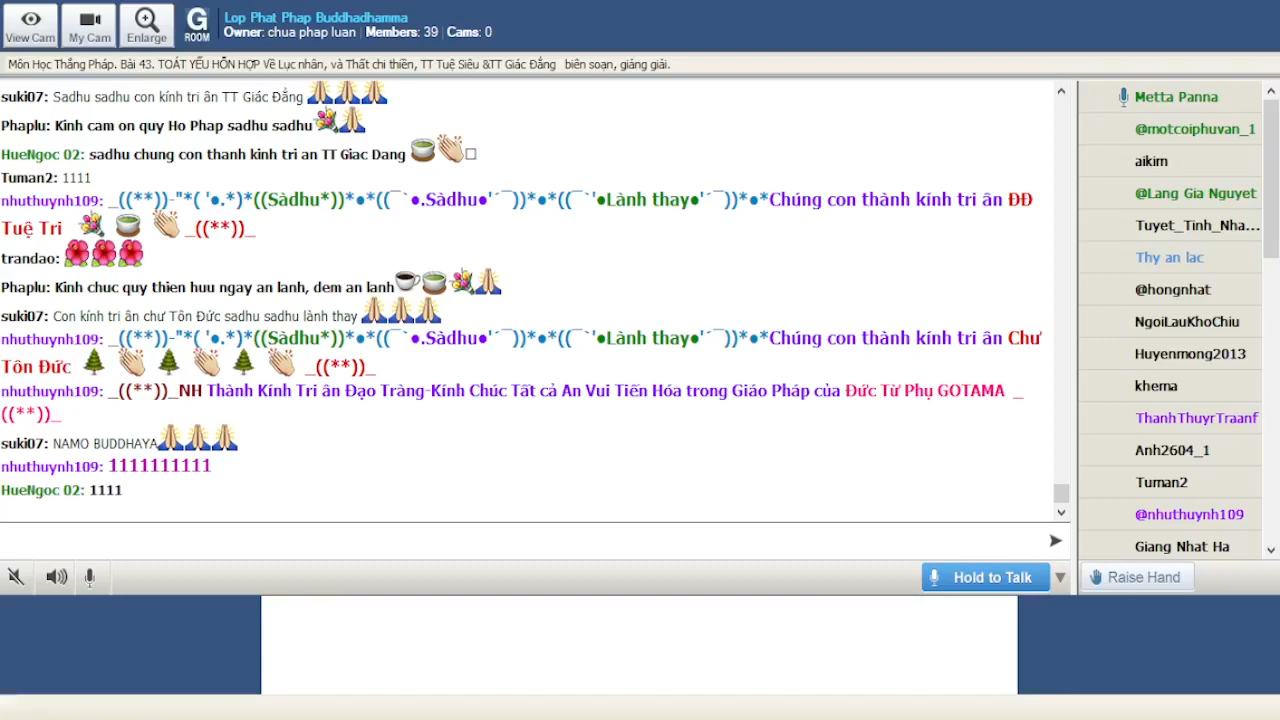 View Cam
My Cam
Enlarge
G
ROOM
Lop Phat Phap Buddhadhamma
Owner: chua phap luan | Members: 39 | Cams: 0
Môn Học Thắng Pháp. Bài 43. TOÁT YẾU HỖN HỢP Về Lục nhân, và Thất chi thiền, TT Tuệ Siêu &TT Giác Đẳng biên soạn, giảng giải.
suki07: Sadhu sadhu con kính tri ân TT Giác Đẳng
Phaplu: Kinh cam on quy Ho Phap sadhu sadhu
HueNgoc 02: sadhu chung con thanh kinh tri an TT Giac Dang
Tuman2: 1111
nhuthuynh109: _((**))-"*( '●.*)*((Sàdhu*))*●*((¯`●.Sàdhu●'´¯))*●*((¯`'●Lành thay●'´¯))*●*Chúng con thành kính tri ân ĐĐ
Tuệ Tri _((**))_
trandao:
Phaplu: Kinh chuc quy thien huu ngay an lanh, dem an lanh
suki07: Con kính tri ân chư Tôn Đức sadhu sadhu lành thay
nhuthuynh109: _((**))-"*( '●.*)*((Sàdhu*))*●*((¯`●.Sàdhu●'´¯))*●*((¯`'●Lành thay●'´¯))*●*Chúng con thành kính tri ân Chư
Tôn Đức _((**))_
nhuthuynh109: _((**))_NH Thành Kính Tri ân Đạo Tràng-Kính Chúc Tất cả An Vui Tiến Hóa trong Giáo Pháp của Đức Từ Phụ GOTAMA _
((**))_
suki07: NAMO BUDDHAYA
nhuthuynh109: 1111111111
HueNgoc 02: 1111
Metta Panna
@motcoiphuvan_1
aikim
@Lang Gia Nguyet
Tuyet_Tinh_Nha...
Thy an lac
@hongnhat
NgoiLauKhoChiu
Huyenmong2013
khema
ThanhThuyrTraanf
Anh2604_1
Tuman2
@nhuthuynh109
Giang Nhat Ha
Hold to Talk
Raise Hand